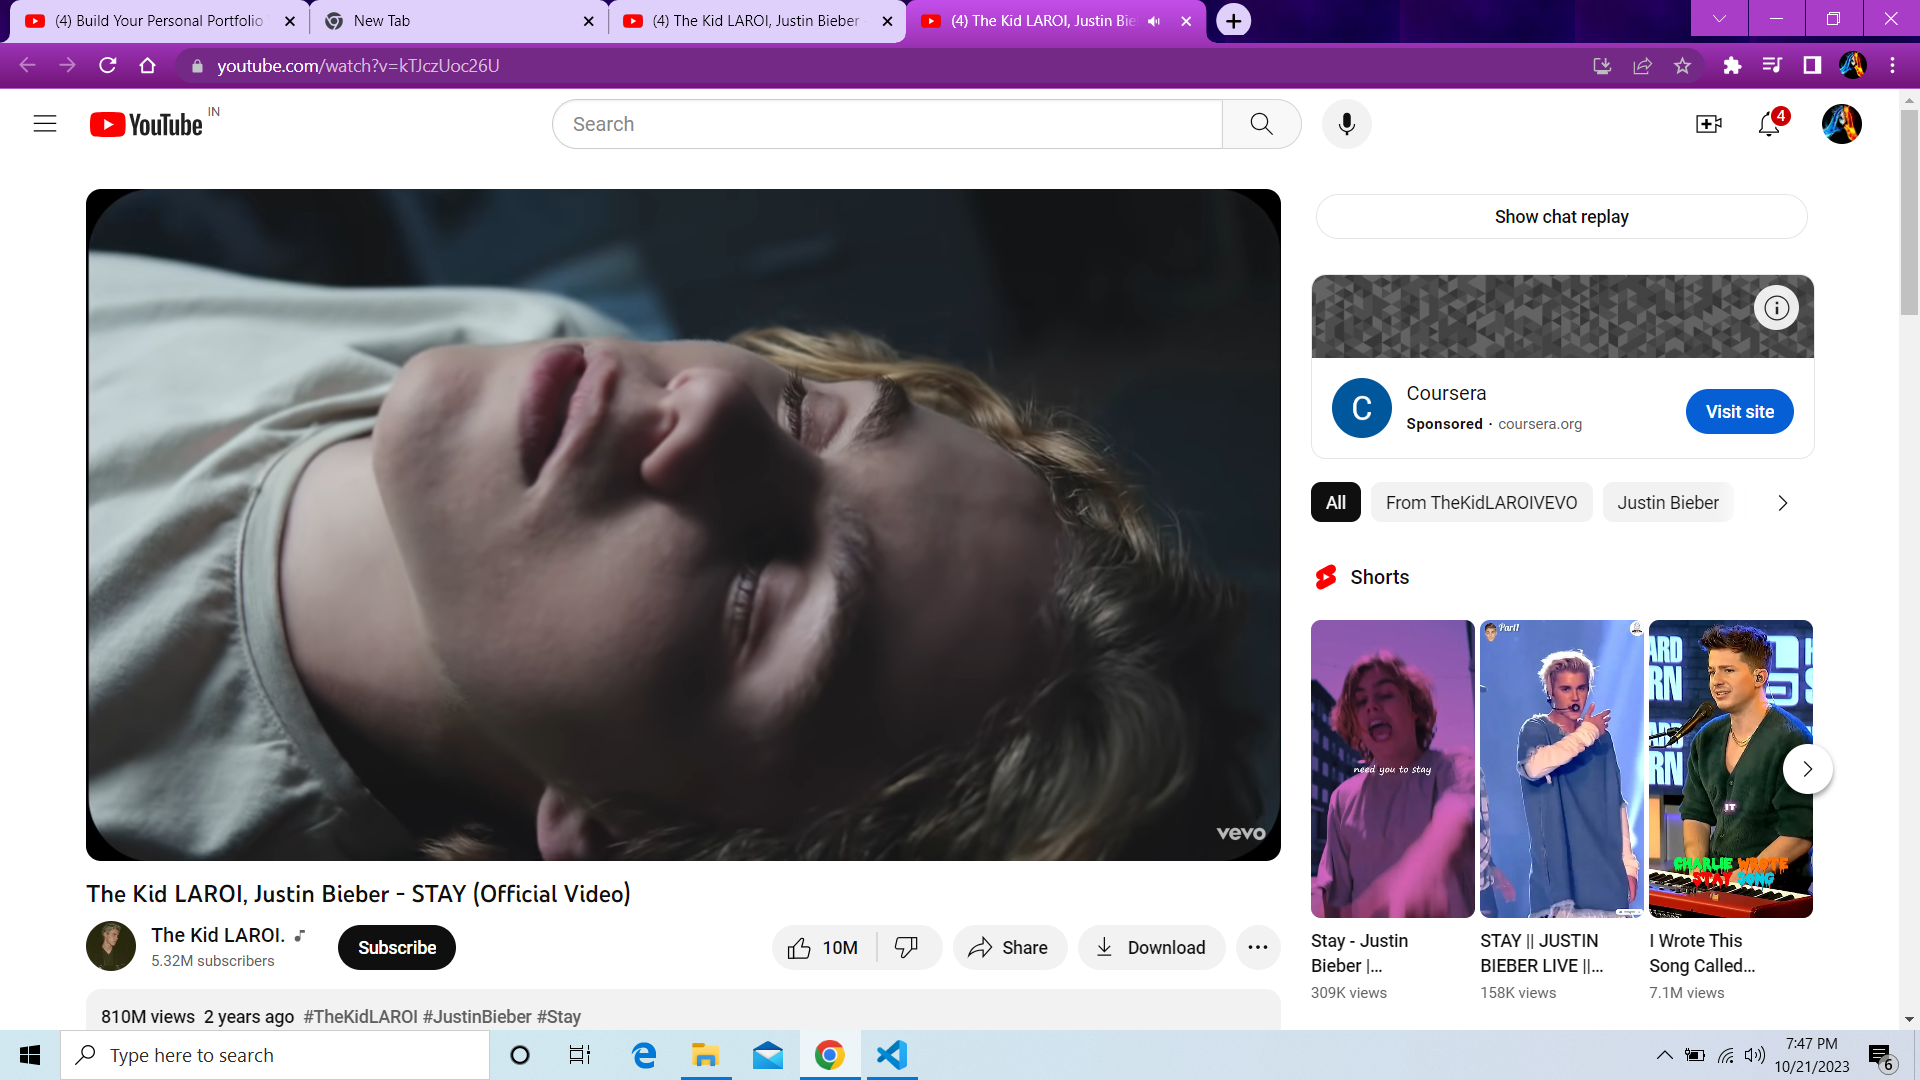 (4) Build Your Personal Portfolio
New Tab
(4) The Kid LAROI, Justin Bieber -
(4) The Kid LAROI, Justin Bie
youtube.com/watch?v=kTJczUoc26U
YouTube IN
Search
4
Show chat replay
C
Coursera
Sponsored · coursera.org
Visit site
All
From TheKidLAROIVEVO
Justin Bieber
Shorts
need you to stay
Part1
HARD
RN
IT
CHARLIE WROTE
STAY SONG
vevo
The Kid LAROI, Justin Bieber - STAY (Official Video)
The Kid LAROI.
5.32M subscribers
Subscribe
10M
Share
Download
Stay - Justin
Bieber |...
309K views
STAY || JUSTIN
BIEBER LIVE ||...
158K views
I Wrote This
Song Called...
7.1M views
810M views 2 years ago #TheKidLAROI #JustinBieber #Stay
Type here to search
7:47 PM
10/21/2023
6